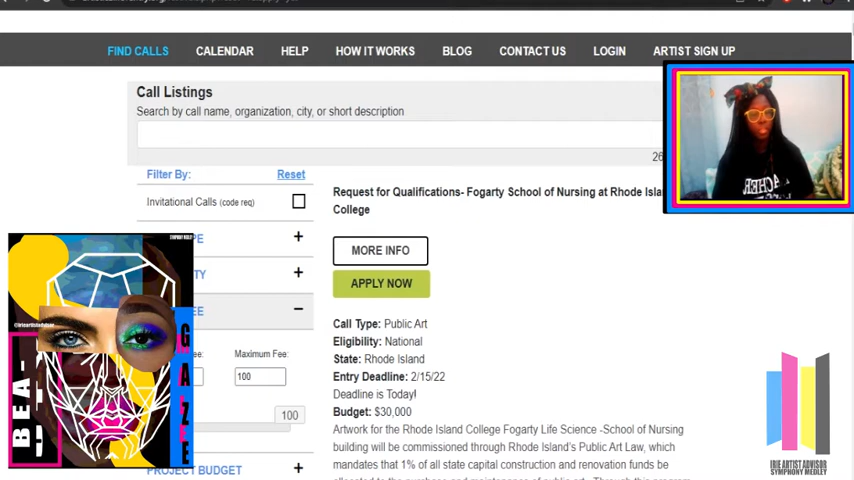 FIND CALLS CALENDAR HELP HOW IT WORKS BLOG CONTACT US LOGIN ARTIST SIGN UP
Call Listings
Search by call name, organization, city, or short description
26
Filter By: Reset
Invitational Calls (code req)
Request for Qualifications- Fogarty School of Nursing at Rhode Islan
College
MORE INFO
APPLY NOW
Maximum Fee:
100
100
PROJECT BUDGET
Call Type: Public Art
Eligibility: National
State: Rhode Island
Entry Deadline: 2/15/22
Deadline is Today!
Budget: $30,000
Artwork for the Rhode Island College Fogarty Life Science -School of Nursing
building will be commissioned through Rhode Island's Public Art Law, which
mandates that 1% of all state capital construction and renovation funds be
SYMPHONY MEDLEY
BEA-
GAZE
ERIE ARTIST ADVISOR
SYMPHONY MEDLEY